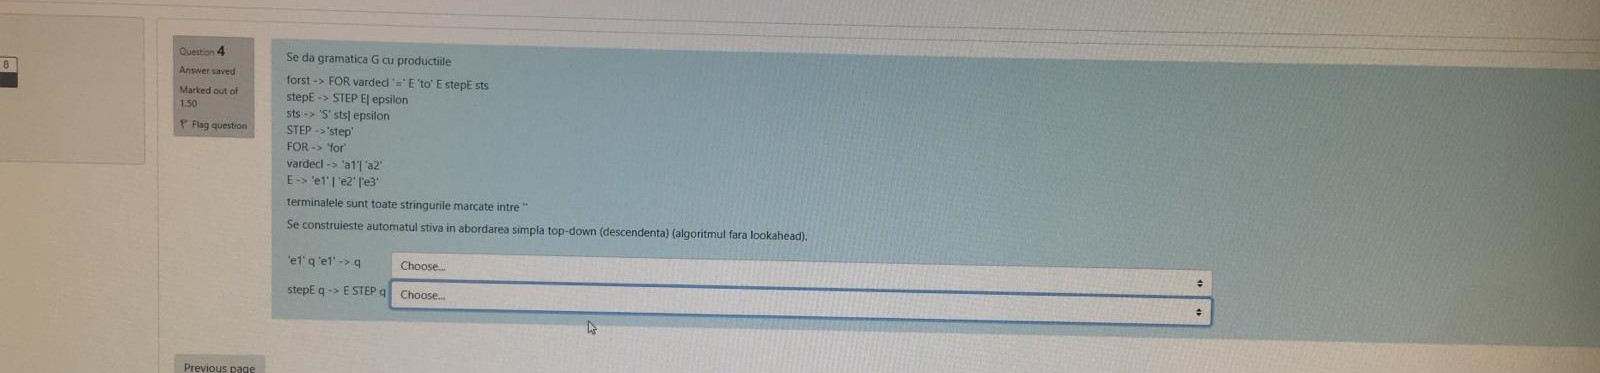 8
Question 4
Answer saved
Marked out of
1.50
Flag question
Se da gramatica G cu productiile
forst -> FOR vardecl '=' E 'to' E stepE sts
stepE -> STEP E| epsilon
sts -> 'S' sts| epsilon
STEP ->'step'
FOR -> 'for'
vardecl -> 'a1'| 'a2'
E -> 'e1' | 'e2' |'e3'
terminalele sunt toate stringurile marcate intre ''
Se construieste automatul stiva in abordarea simpla top-down (descendenta) (algoritmul fara lookahead).
'e1' q 'e1' -> q
Choose...
stepE q -> E STEP q
Choose...
Previous page